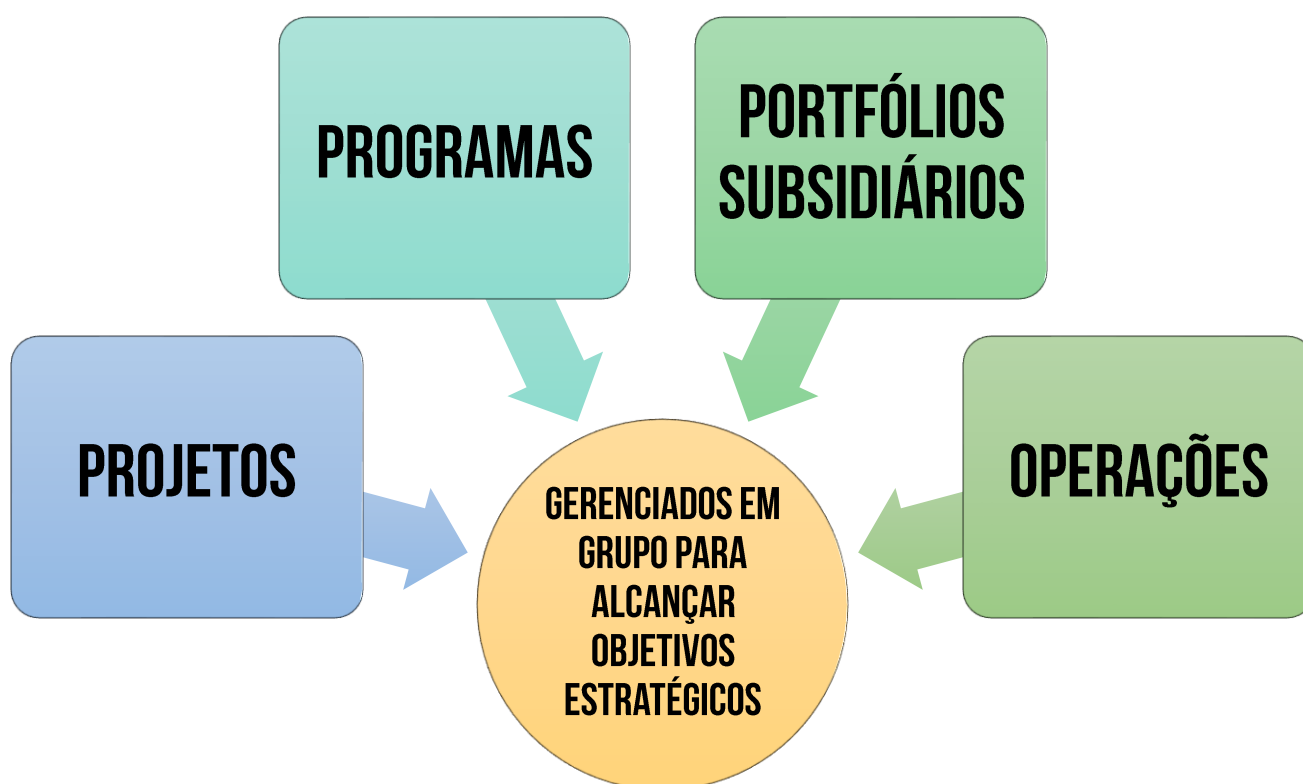 PROGRAMAS
PORTFÓLIOS
SUBSIDIÁRIOS
PROJETOS
OPERAÇÕES
GERENCIADOS EM
GRUPO PARA
ALCANÇAR
OBJETIVOS
ESTRATÉGICOS